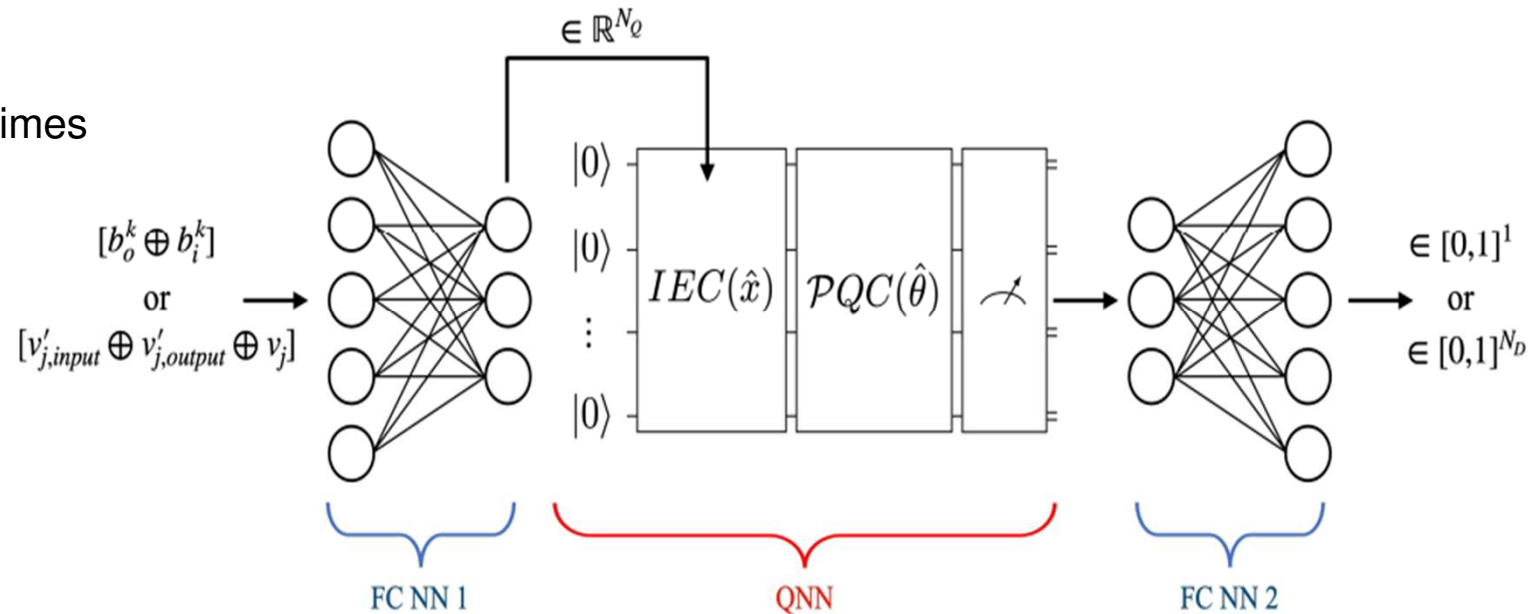 ∈ ℝ^{N_Q}
imes
|0⟩
[b_o^k ⊕ b_i^k]
or
[v′_{j,input} ⊕ v′_{j,output} ⊕ v_j]
|0⟩
⋮
|0⟩
IEC(x̂)
𝒫QC(θ̂)
∈ [0,1]^1
or
∈ [0,1]^{N_D}
FC NN 1
QNN
FC NN 2